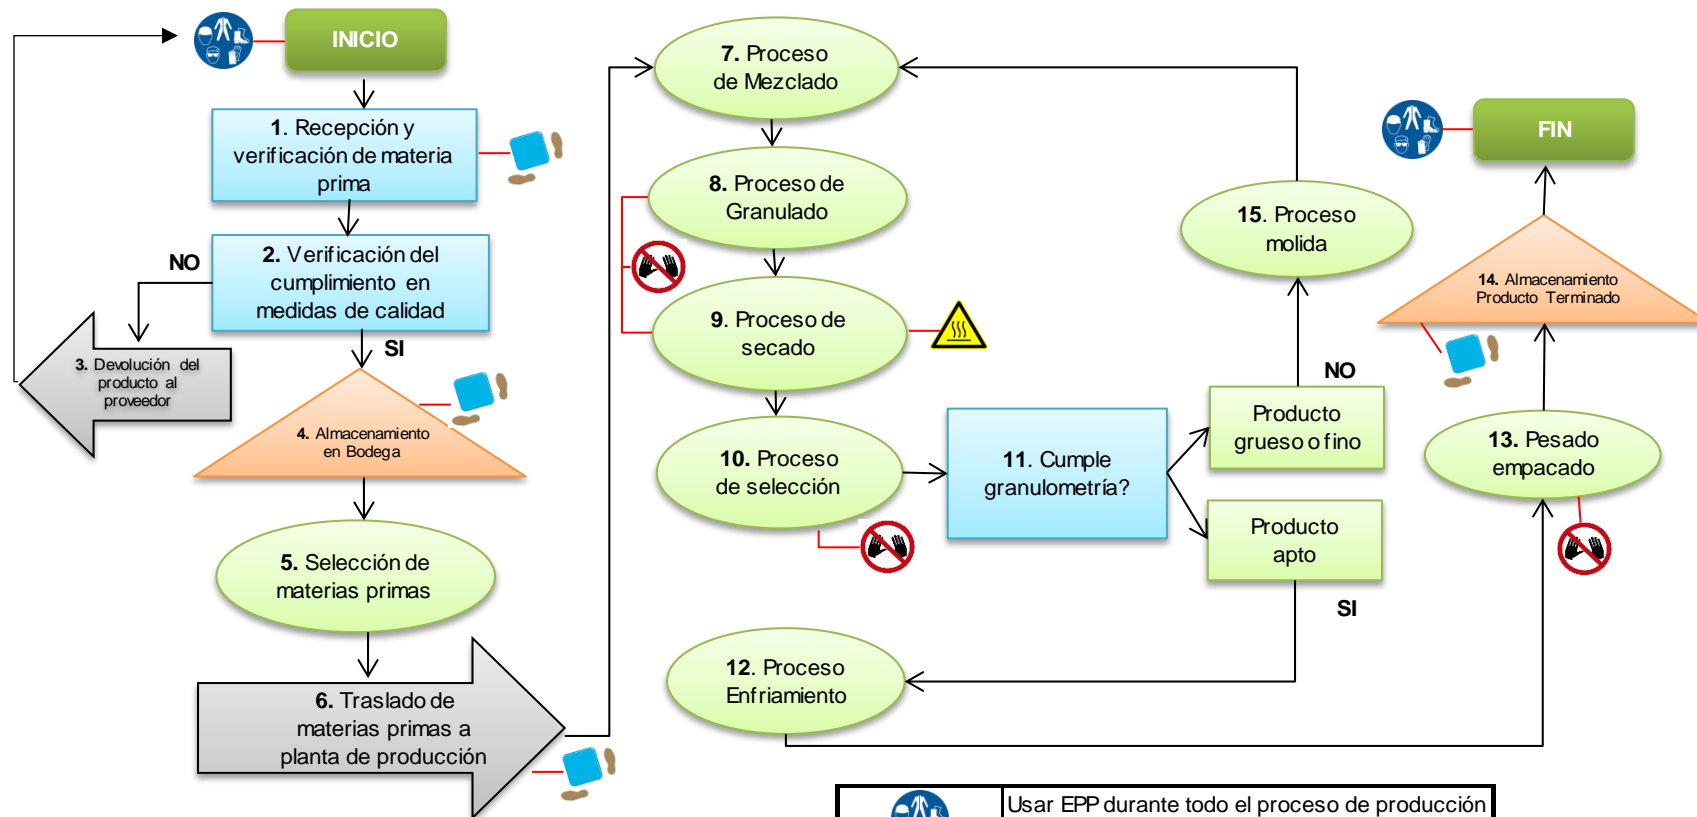 INICIO
1. Recepción y
verificación de materia
prima
2. Verificación del
cumplimiento en
medidas de calidad
NO
SI
3. Devolución del
producto al
proveedor
4. Almacenamiento
en Bodega
5. Selección de
materias primas
6. Traslado de
materias primas a
planta de producción
7. Proceso
de Mezclado
8. Proceso de
Granulado
9. Proceso de
secado
10. Proceso
de selección
11. Cumple
granulometría?
NO
Producto
grueso o fino
Producto
apto
SI
12. Proceso
Enfriamiento
15. Proceso
molida
13. Pesado
empacado
14. Almacenamiento
Producto Terminado
FIN
Usar EPP durante todo el proceso de producción